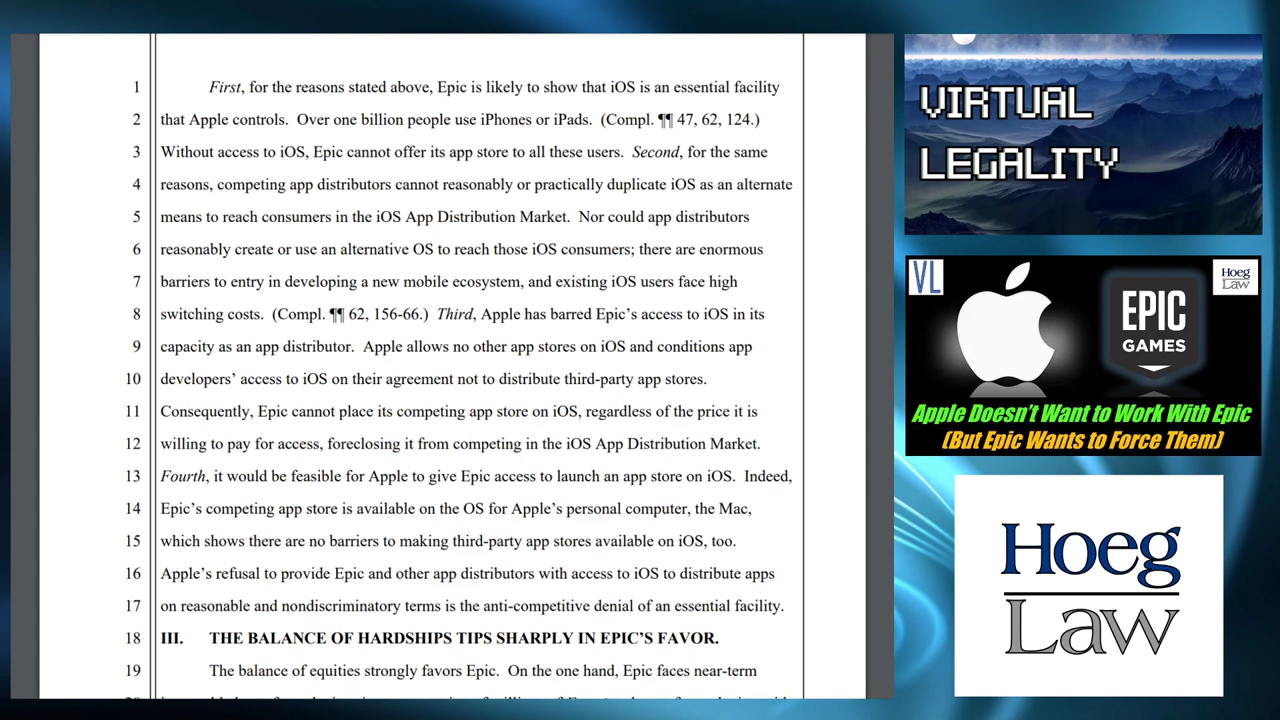 1 First, for the reasons stated above, Epic is likely to show that iOS is an essential facility
2 that Apple controls. Over one billion people use iPhones or iPads. (Compl. ¶¶ 47, 62, 124.)
3 Without access to iOS, Epic cannot offer its app store to all these users. Second, for the same
4 reasons, competing app distributors cannot reasonably or practically duplicate iOS as an alternate
5 means to reach consumers in the iOS App Distribution Market. Nor could app distributors
6 reasonably create or use an alternative OS to reach those iOS consumers; there are enormous
7 barriers to entry in developing a new mobile ecosystem, and existing iOS users face high
8 switching costs. (Compl. ¶¶ 62, 156-66.) Third, Apple has barred Epic's access to iOS in its
9 capacity as an app distributor. Apple allows no other app stores on iOS and conditions app
10 developers' access to iOS on their agreement not to distribute third-party app stores.
11 Consequently, Epic cannot place its competing app store on iOS, regardless of the price it is
12 willing to pay for access, foreclosing it from competing in the iOS App Distribution Market.
13 Fourth, it would be feasible for Apple to give Epic access to launch an app store on iOS. Indeed,
14 Epic's competing app store is available on the OS for Apple's personal computer, the Mac,
15 which shows there are no barriers to making third-party app stores available on iOS, too.
16 Apple's refusal to provide Epic and other app distributors with access to iOS to distribute apps
17 on reasonable and nondiscriminatory terms is the anti-competitive denial of an essential facility.
18 III. THE BALANCE OF HARDSHIPS TIPS SHARPLY IN EPIC'S FAVOR.
19 The balance of equities strongly favors Epic. On the one hand, Epic faces near-term
VIRTUAL
LEGALITY
VL
Hoeg
Law
EPIC
GAMES
Apple Doesn't Want to Work With Epic
(But Epic Wants to Force Them)
Hoeg
Law